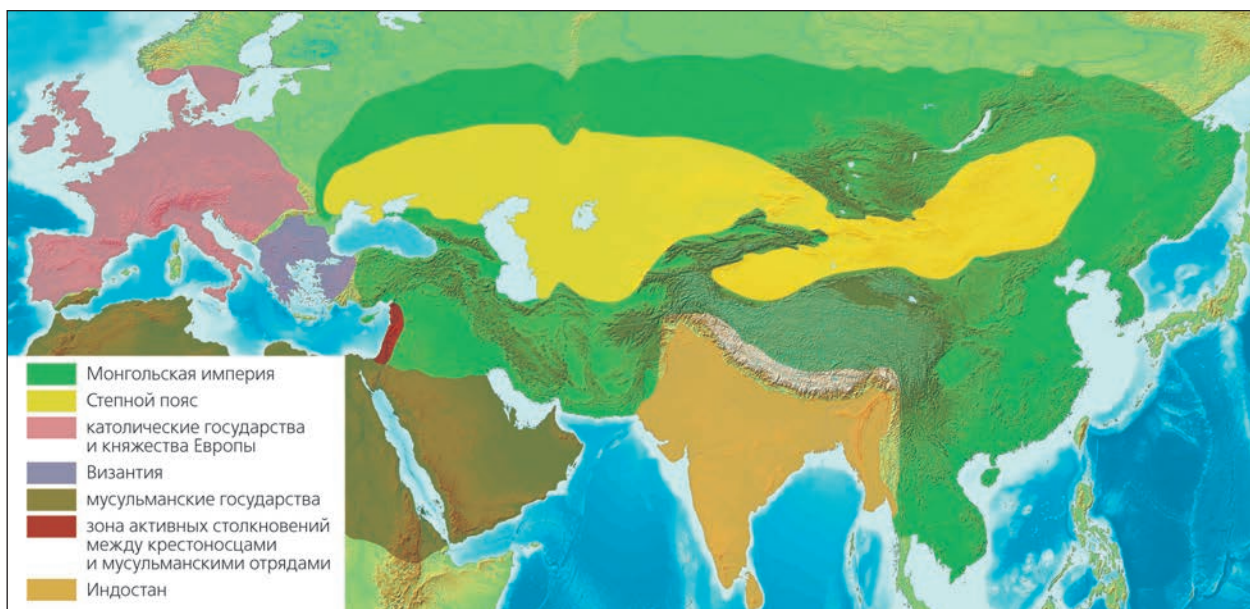 Монгольская империя
Степной пояс
католические государства
и княжества Европы
Византия
мусульманские государства
зона активных столкновений
между крестоносцами
и мусульманскими отрядами
Индостан